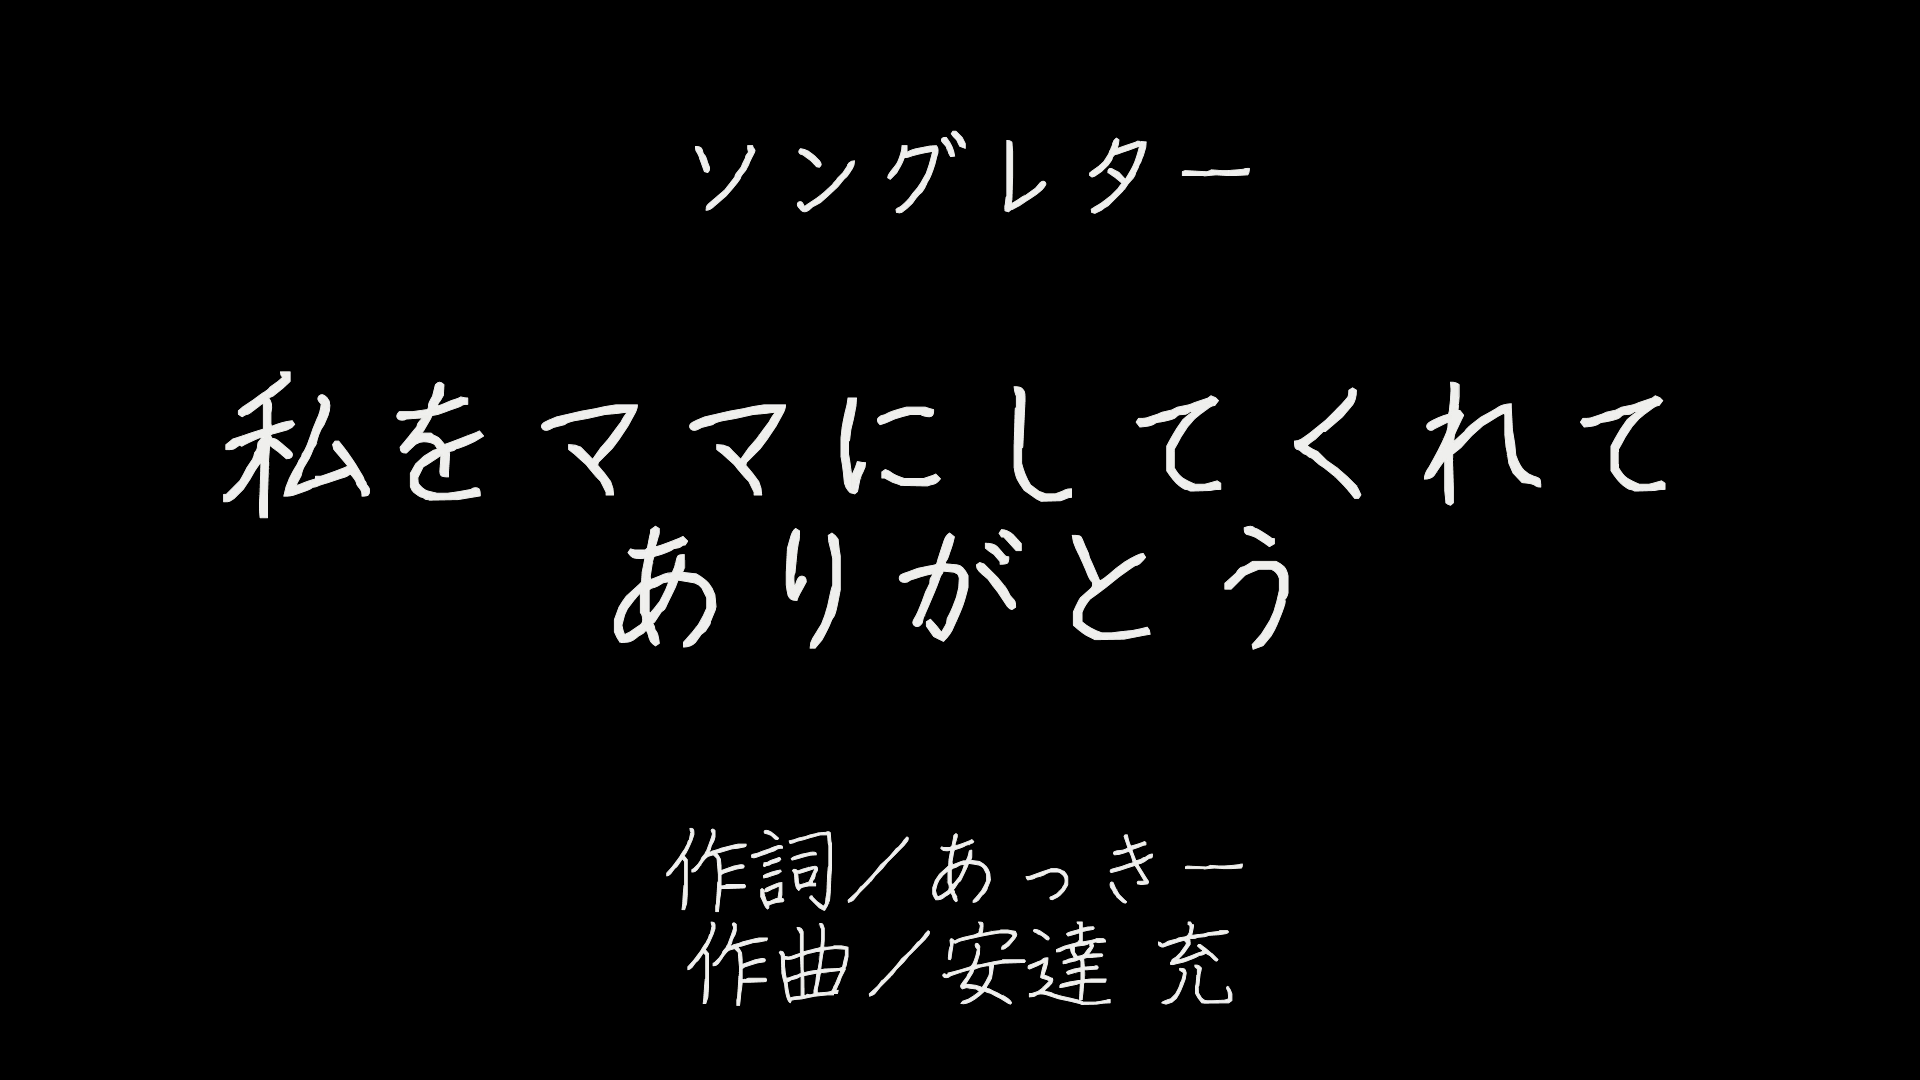 ソングレター
私をママにしてくれて
ありがとう
作詞／あっきー
作曲／安達 充